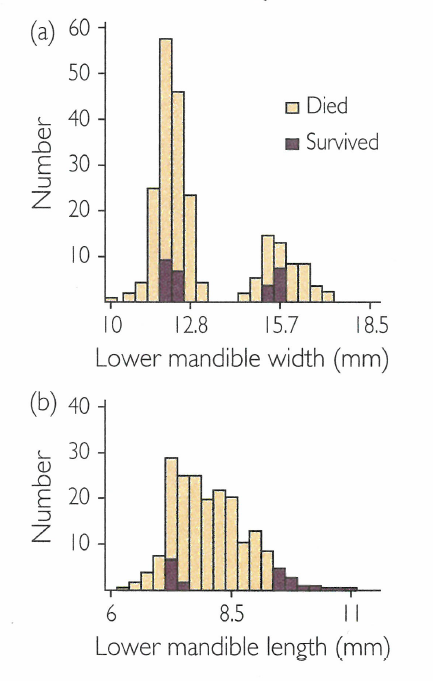 (a)
60
50
40
30
20
10
Number
Died
Survived
10 12.8 15.7 18.5
Lower mandible width (mm)
(b)
40
30
20
10
Number
6 8.5 11
Lower mandible length (mm)